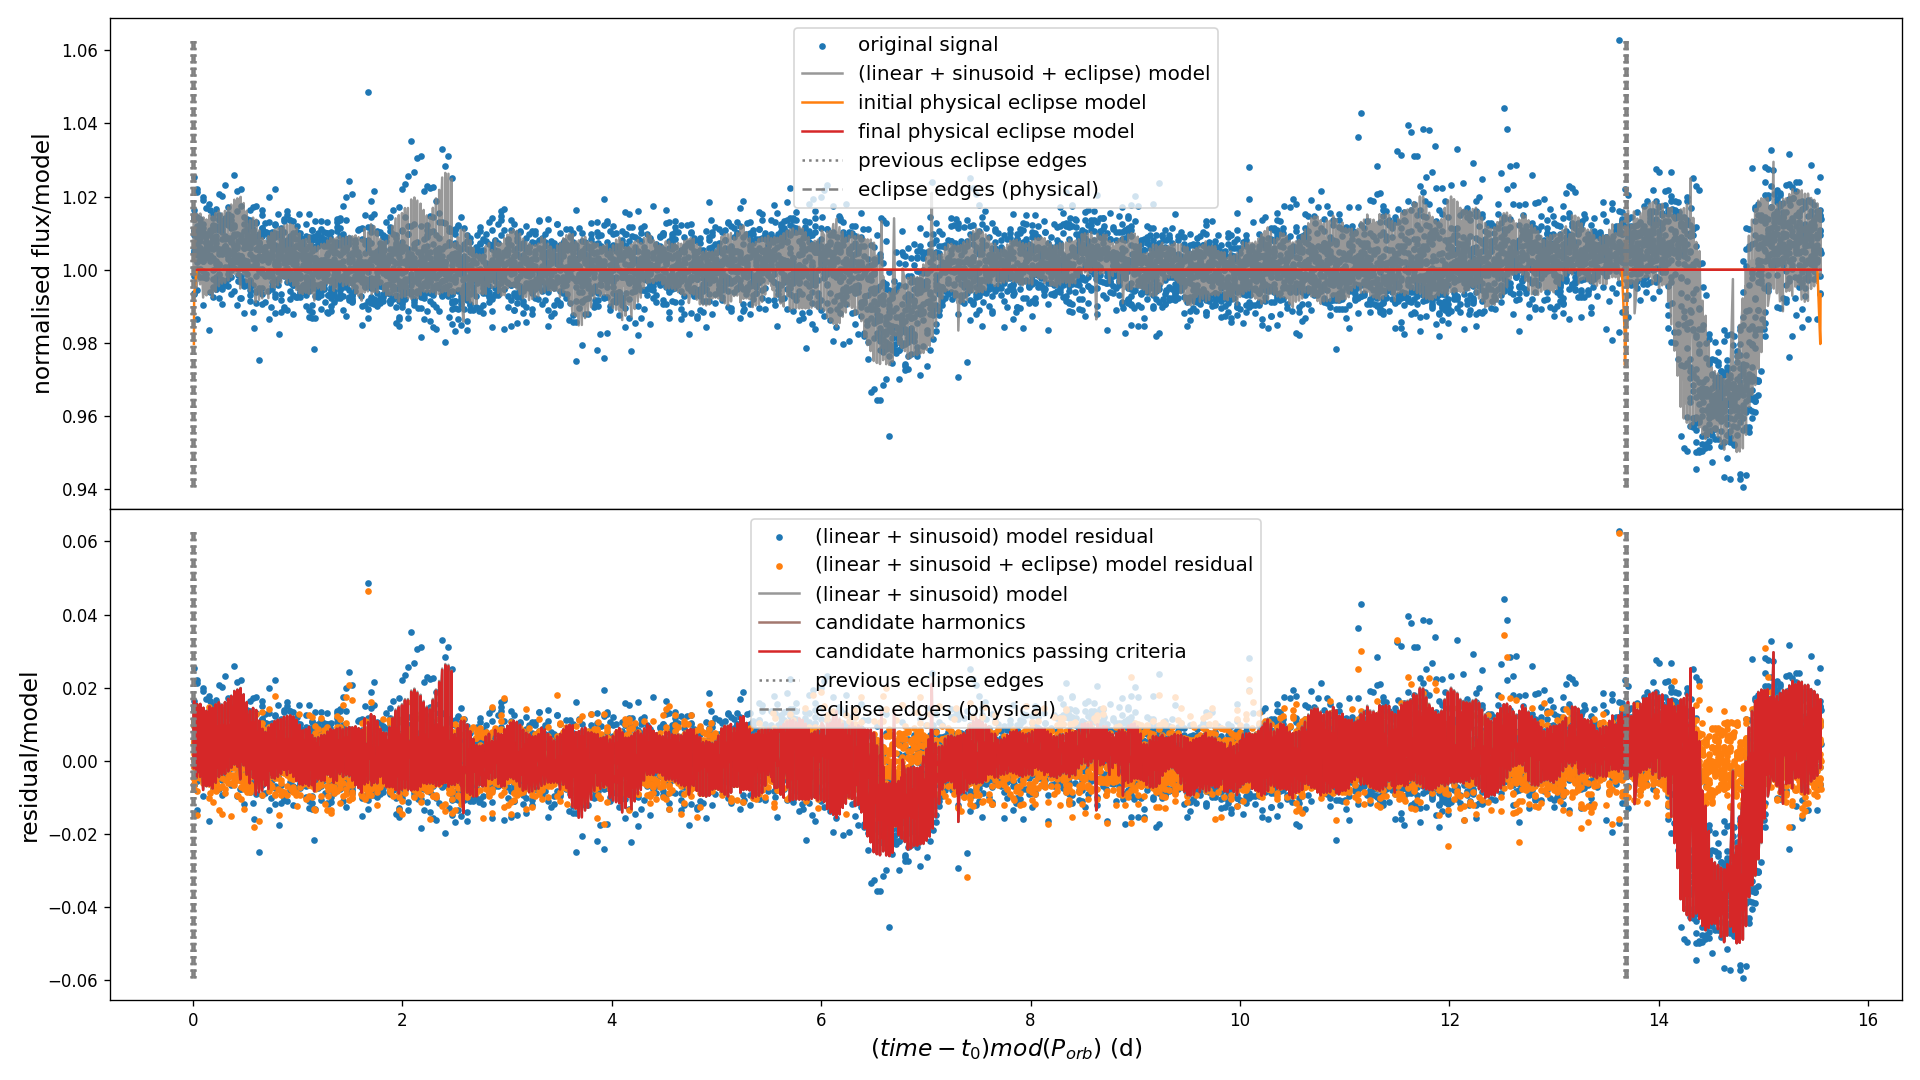 normalised flux/model
1.06
1.04
1.02
1.00
0.98
0.96
0.94
original signal
(linear + sinusoid + eclipse) model
initial physical eclipse model
final physical eclipse model
previous eclipse edges
eclipse edges (physical)
residual/model
0.06
0.04
0.02
0.00
−0.02
−0.04
−0.06
(linear + sinusoid) model residual
(linear + sinusoid + eclipse) model residual
(linear + sinusoid) model
candidate harmonics
candidate harmonics passing criteria
previous eclipse edges
eclipse edges (physical)
0 2 4 6 8 10 12 14 16
(time − t₀)mod(P_orb) (d)